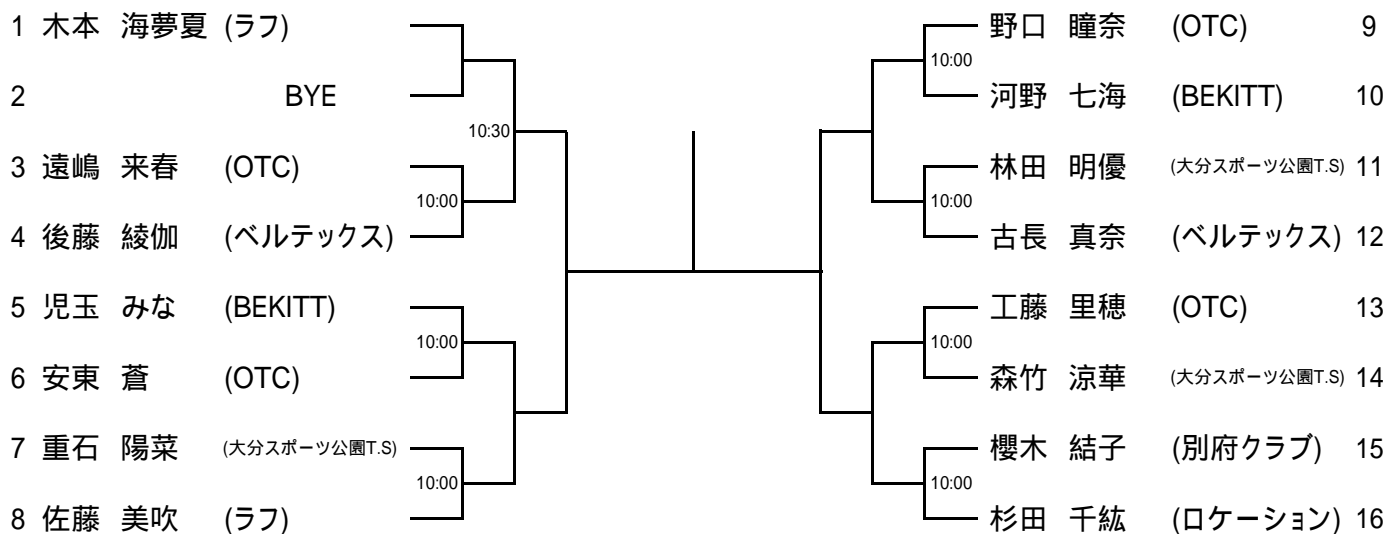 1 木本 海夢夏 (ラフ)
2 BYE
10:30
3 遠嶋 来春 (OTC)
10:00
4 後藤 綾伽 (ベルテックス)
5 児玉 みな (BEKITT)
10:00
6 安東 蒼 (OTC)
7 重石 陽菜 (大分スポーツ公園T.S)
10:00
8 佐藤 美吹 (ラフ)
野口 瞳奈 (OTC) 9
10:00
河野 七海 (BEKITT) 10
林田 明優 (大分スポーツ公園T.S) 11
10:00
古長 真奈 (ベルテックス) 12
工藤 里穂 (OTC) 13
10:00
森竹 涼華 (大分スポーツ公園T.S) 14
櫻木 結子 (別府クラブ) 15
10:00
杉田 千紘 (ロケーション) 16